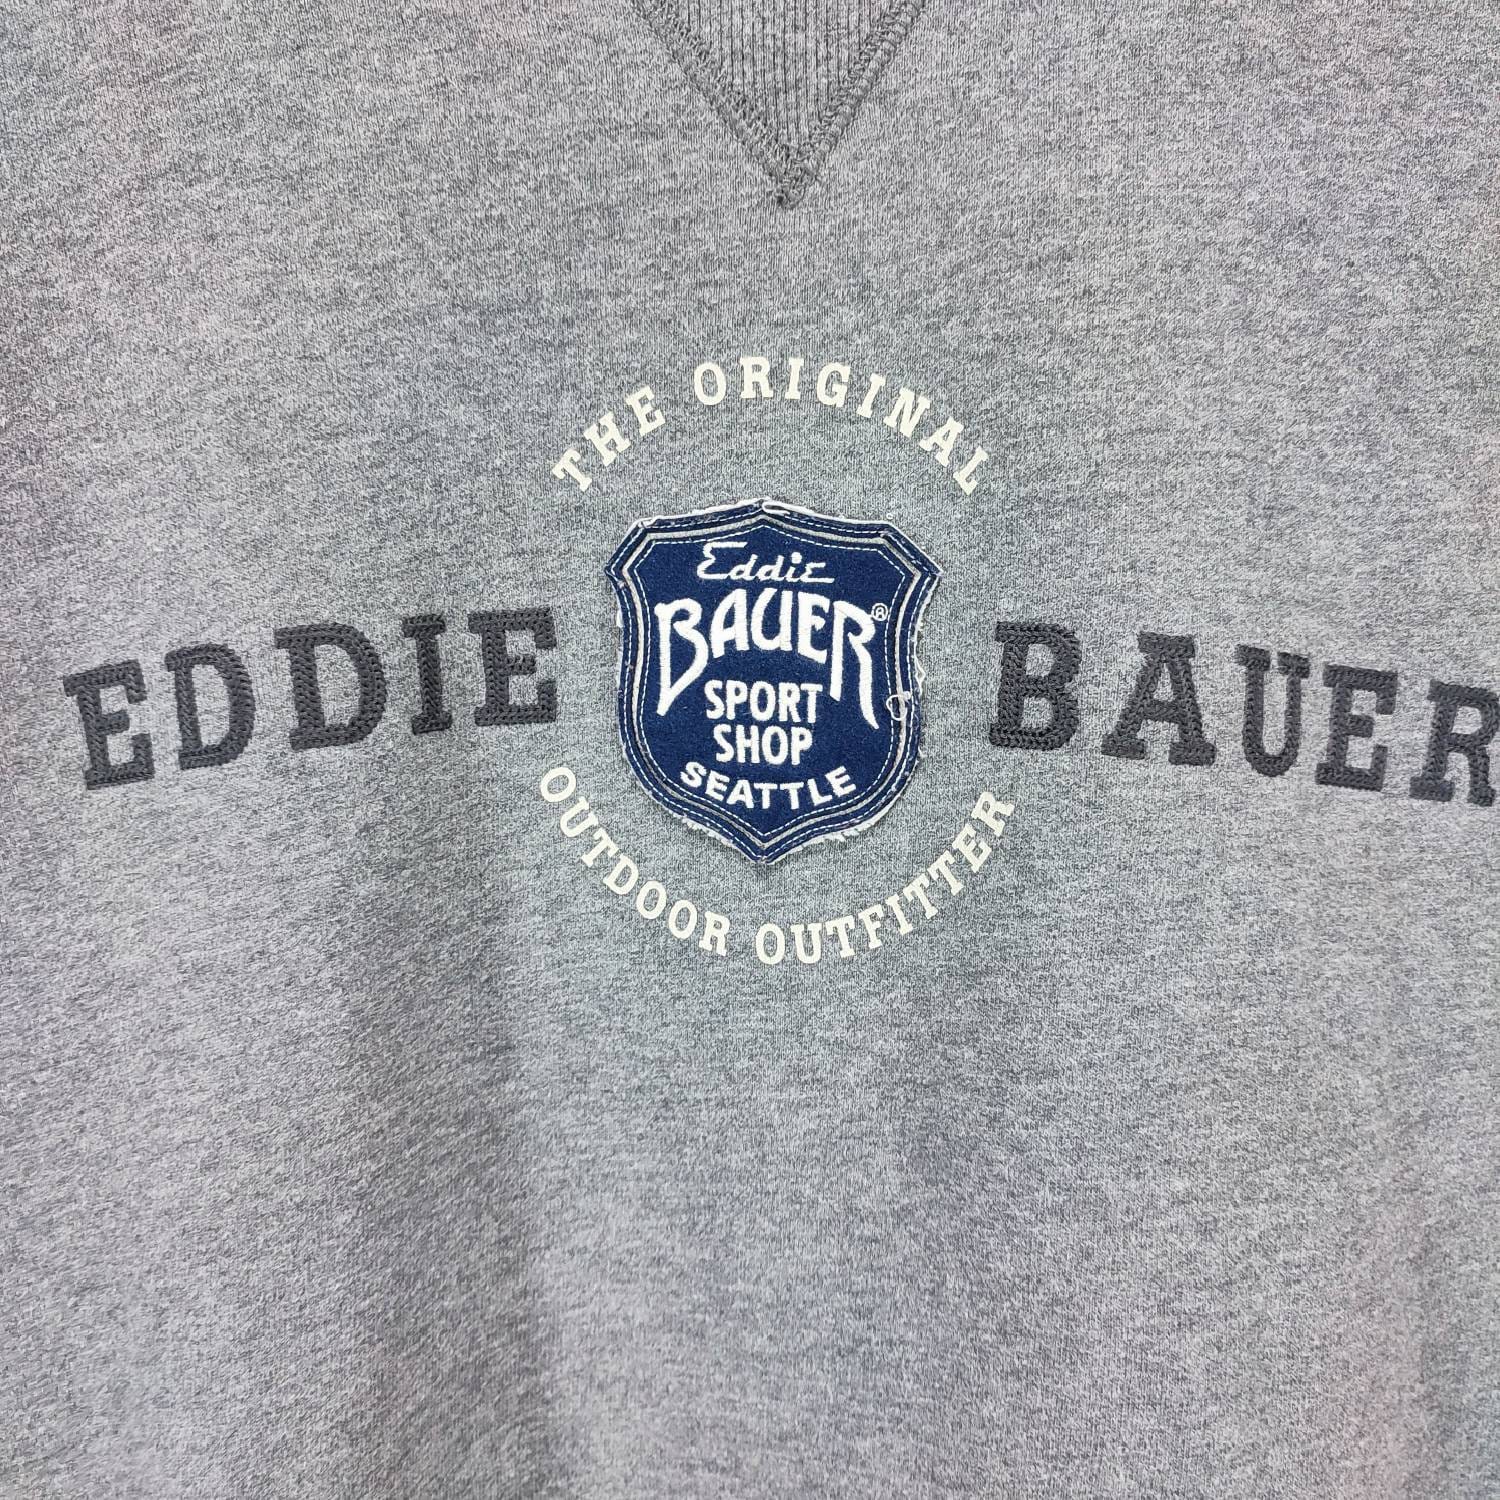 THE ORIGINAL
EDDIE BAUER
Eddie
BAUER®
SPORT
SHOP
SEATTLE
OUTDOOR OUTFITTER